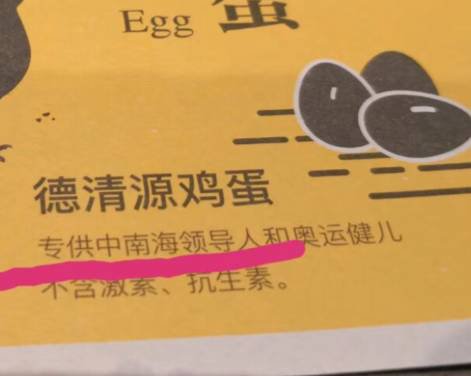 Egg 蛋
德清源鸡蛋
专供中南海领导人和奥运健儿
不含激素、抗生素。